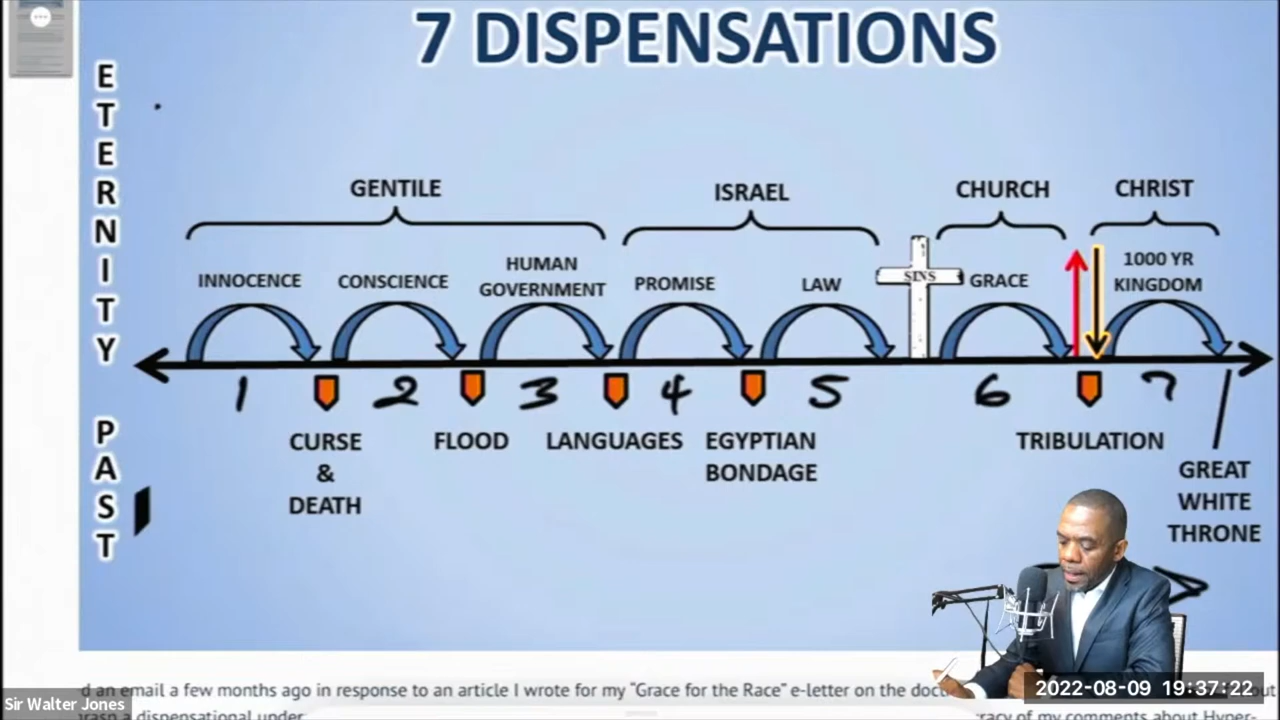 7 DISPENSATIONS
ETERNITY
PAST
GENTILE
ISRAEL
CHURCH
CHRIST
INNOCENCE
CONSCIENCE
HUMAN
GOVERNMENT
PROMISE
LAW
SINS
GRACE
1000 YR
KINGDOM
1 2 3 4 5 6 7
CURSE
&
DEATH
FLOOD
LANGUAGES
EGYPTIAN
BONDAGE
TRIBULATION
GREAT
WHITE
THRONE
an email a few months ago in response to an article I wrote for my “Grace for the Race” e-letter on the
Sir Walter Jones
2022-08-09 19:37:22
a dispensational
of my comments about Hyper-